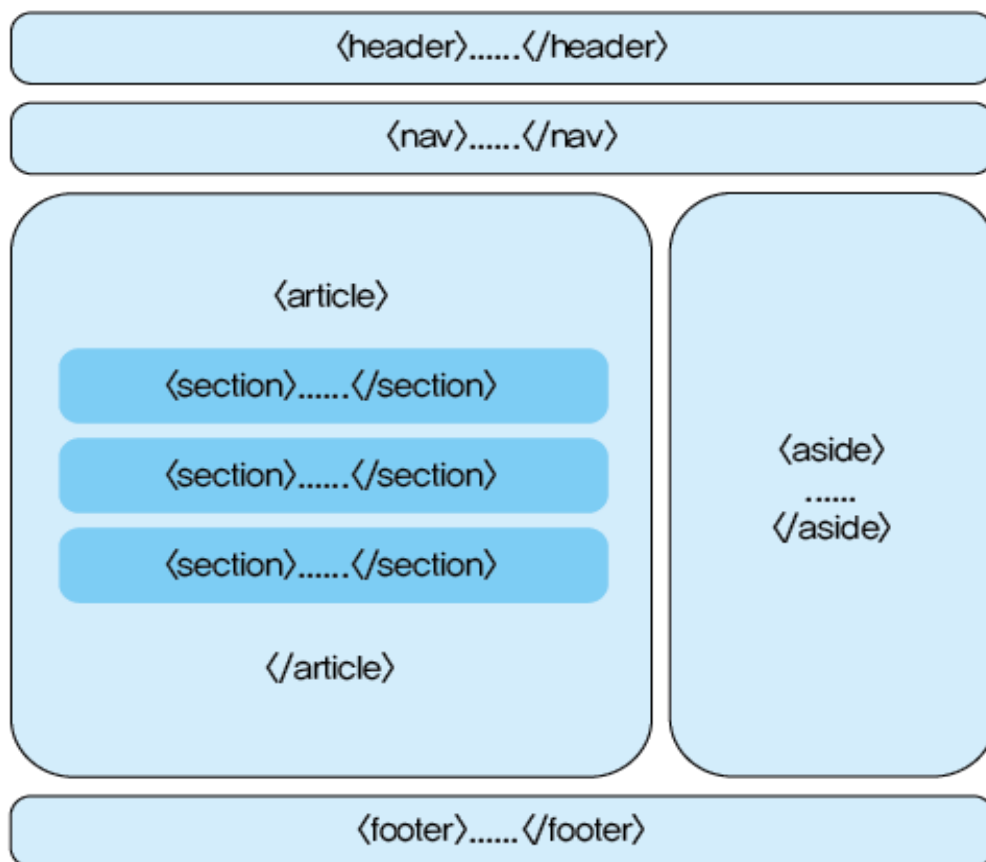 〈header〉......〈/header〉
〈nav〉......〈/nav〉
〈article〉
〈section〉......〈/section〉
〈section〉......〈/section〉
〈section〉......〈/section〉
〈/article〉
〈aside〉
......
〈/aside〉
〈footer〉......〈/footer〉